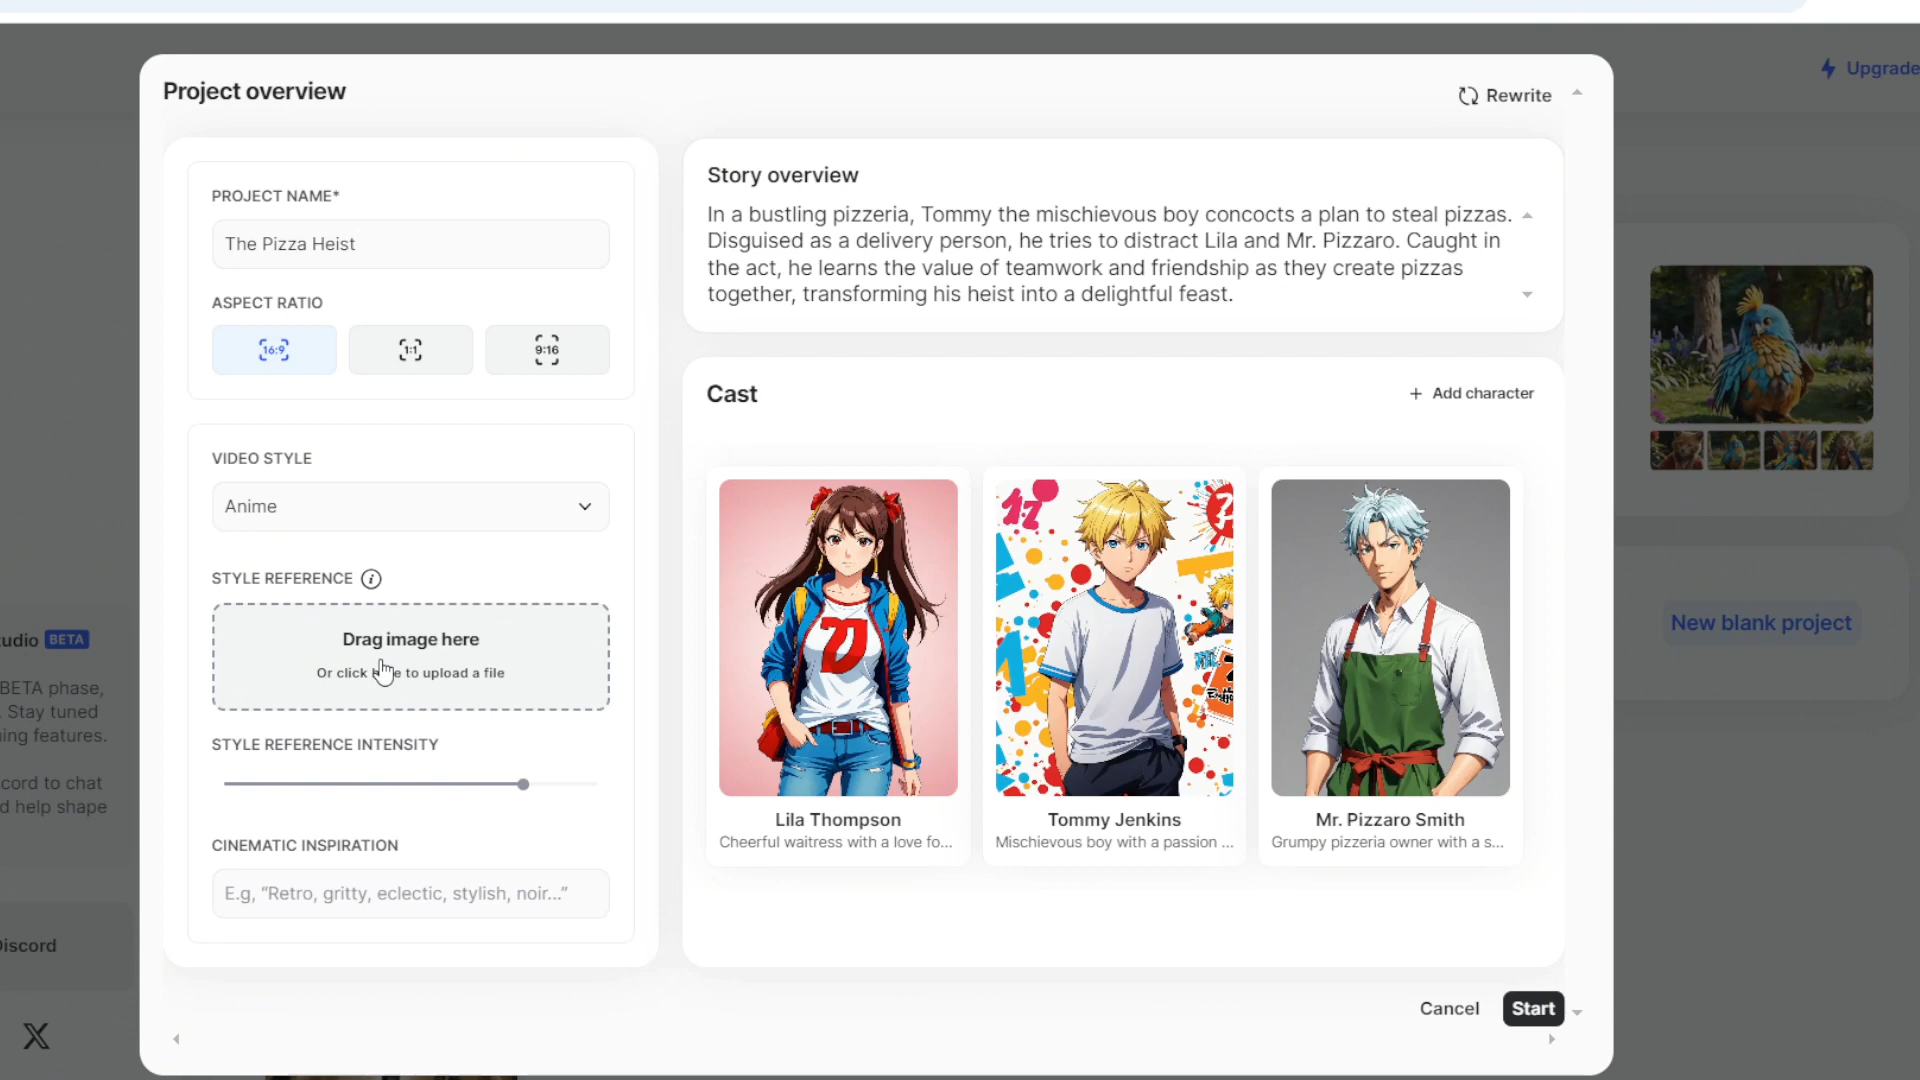 Upgrade
Project overview
Rewrite
PROJECT NAME*
The Pizza Heist
ASPECT RATIO
16:9
1:1
9:16
VIDEO STYLE
Anime
STYLE REFERENCE
Drag image here
Or click to upload a file
STYLE REFERENCE INTENSITY
CINEMATIC INSPIRATION
E.g, “Retro, gritty, eclectic, stylish, noir...”
Story overview
In a bustling pizzeria, Tommy the mischievous boy concocts a plan to steal pizzas.
Disguised as a delivery person, he tries to distract Lila and Mr. Pizzaro. Caught in
the act, he learns the value of teamwork and friendship as they create pizzas
together, transforming his heist into a delightful feast.
Cast
+ Add character
Lila Thompson
Cheerful waitress with a love fo...
Tommy Jenkins
Mischievous boy with a passion ...
Mr. Pizzaro Smith
Grumpy pizzeria owner with a s...
Cancel
Start
New blank project
BETA
BETA phase,
. Stay tuned
features.
to chat
help shape
Discord